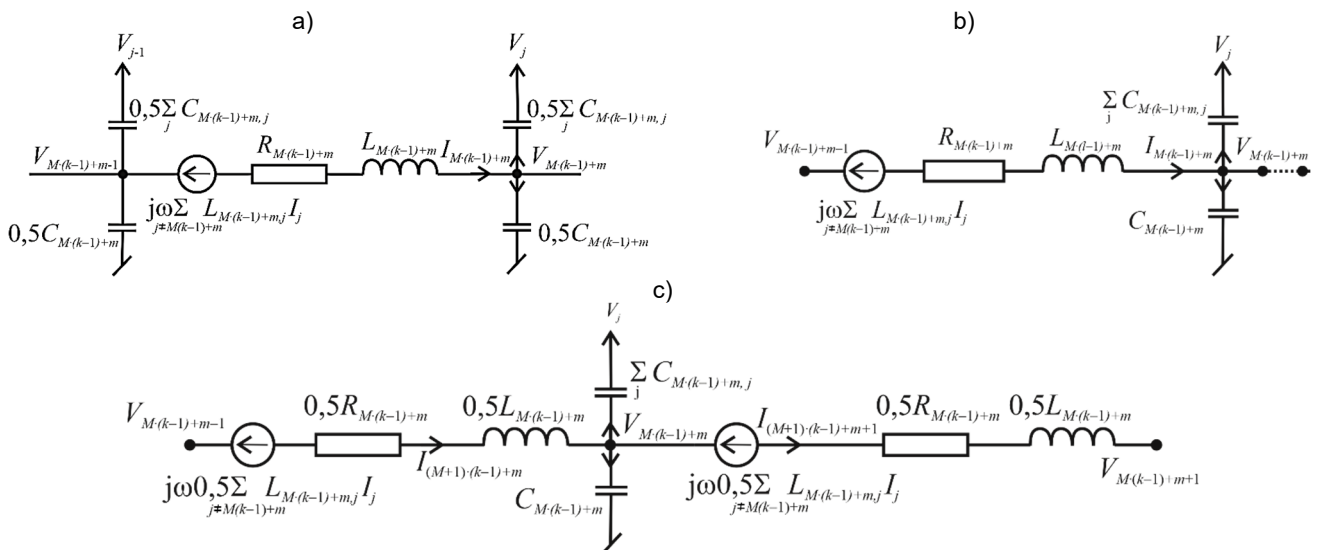 a)
V_{j-1}
V_j
0,5Σ_j C_{M·(k−1)+m, j}
0,5Σ_j C_{M·(k−1)+m, j}
R_{M·(k−1)+m}
L_{M·(k−1)+m}
I_{M·(k−1)+m}
V_{M·(k−1)+m-1}
V_{M·(k−1)+m}
jωΣ_{j≠M(k−1)+m} L_{M·(k−1)+m,j} I_j
0,5C_{M·(k−1)+m}
0,5C_{M·(k−1)+m}
b)
V_j
Σ_j C_{M·(k−1)+m, j}
V_{M·(k−1)+m−1}
R_{M·(k−1)+m}
L_{M·(l−1)+m}
I_{M·(k−1)+m}
V_{M·(k−1)+m}
jωΣ_{j≠M(k−1)+m} L_{M·(k−1)+m,j} I_j
C_{M·(k−1)+m}
c)
V_j
Σ_j C_{M·(k−1)+m, j}
V_{M·(k−1)+m−1}
0,5R_{M·(k−1)+m}
0,5L_{M·(k−1)+m}
V_{M·(k−1)+m}
I_{(M+1)·(k−1)+m+1}
0,5R_{M·(k−1)+m}
0,5L_{M·(k−1)+m}
I_{(M+1)·(k−1)+m}
V_{M·(k−1)+m+1}
jω0,5Σ_{j≠M(k−1)+m} L_{M·(k−1)+m,j} I_j
C_{M·(k−1)+m}
jω0,5Σ_{j≠M(k−1)+m} L_{M·(k−1)+m,j} I_j